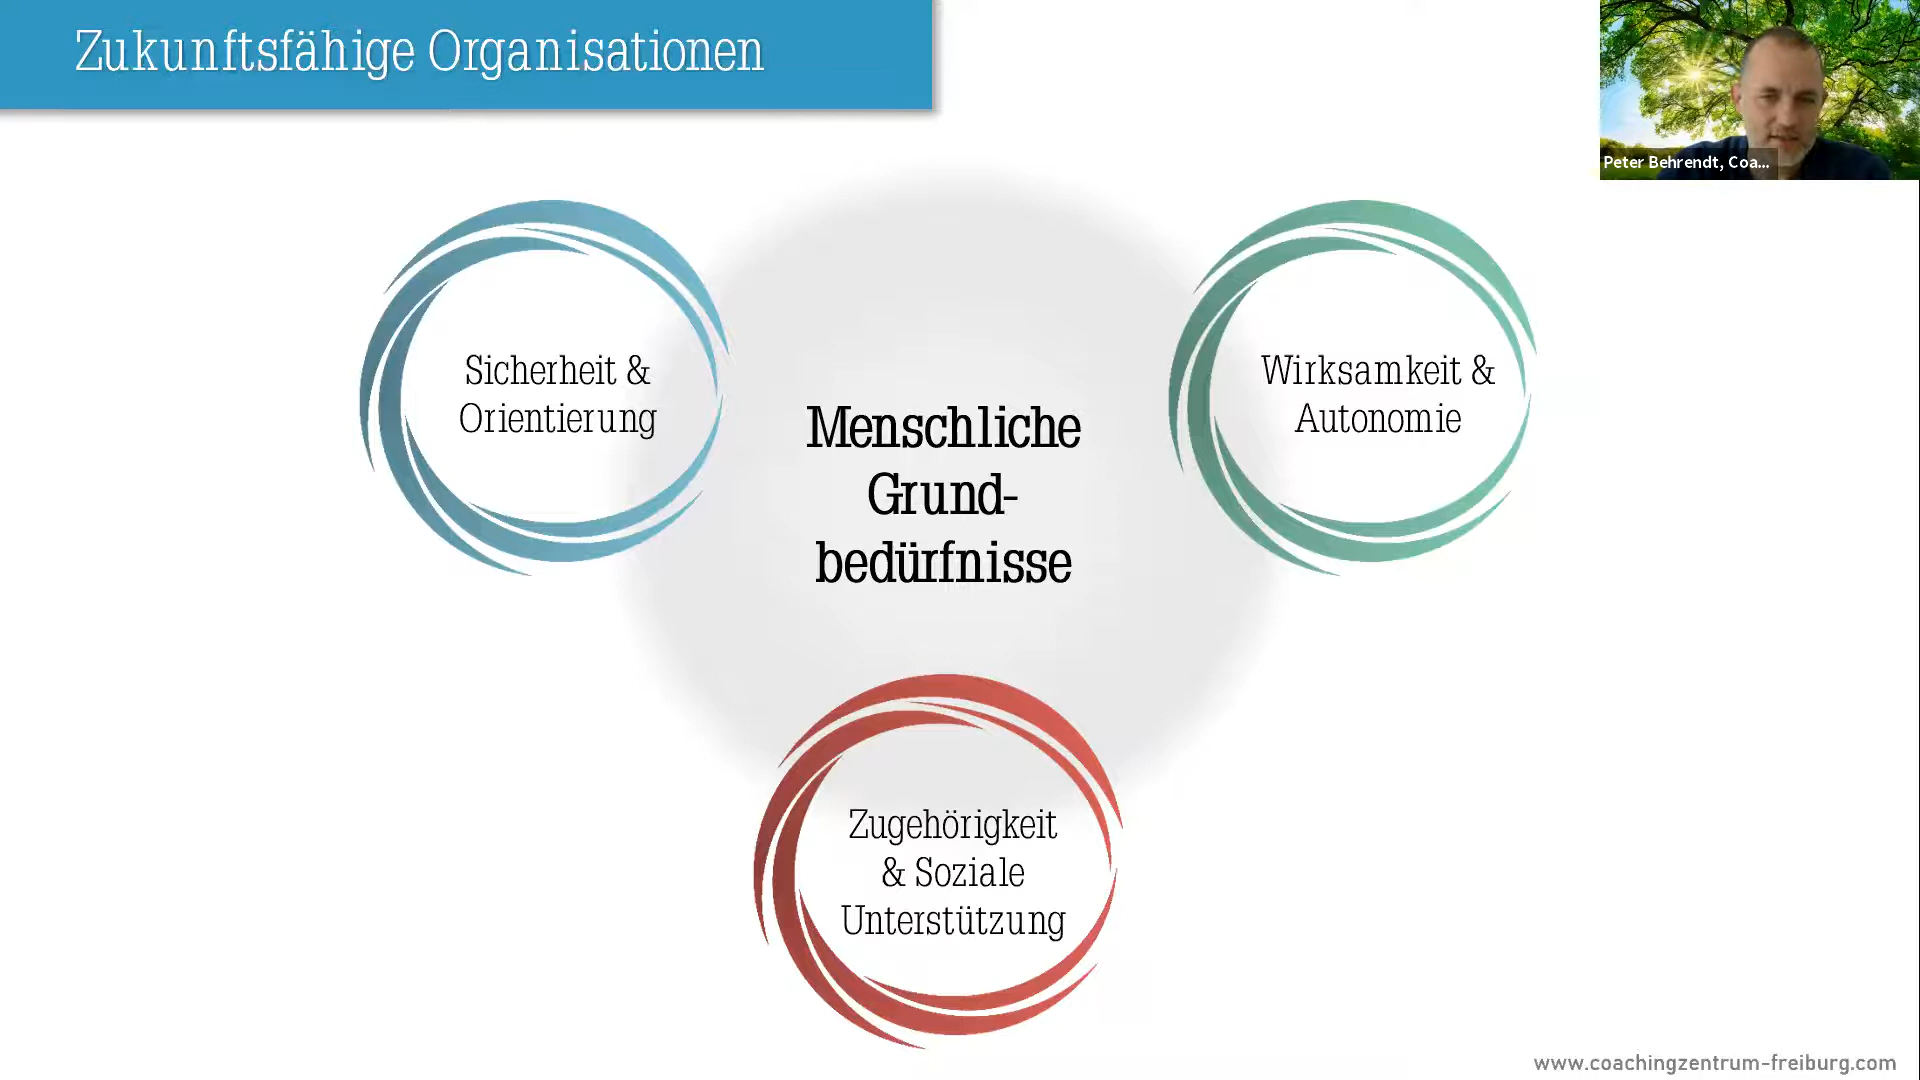 Zukunftsfähige Organisationen
Peter Behrendt, Coa...
Sicherheit &
Orientierung
Wirksamkeit &
Autonomie
Menschliche
Grund-
bedürfnisse
Zugehörigkeit
& Soziale
Unterstützung
www.coachingzentrum-freiburg.com